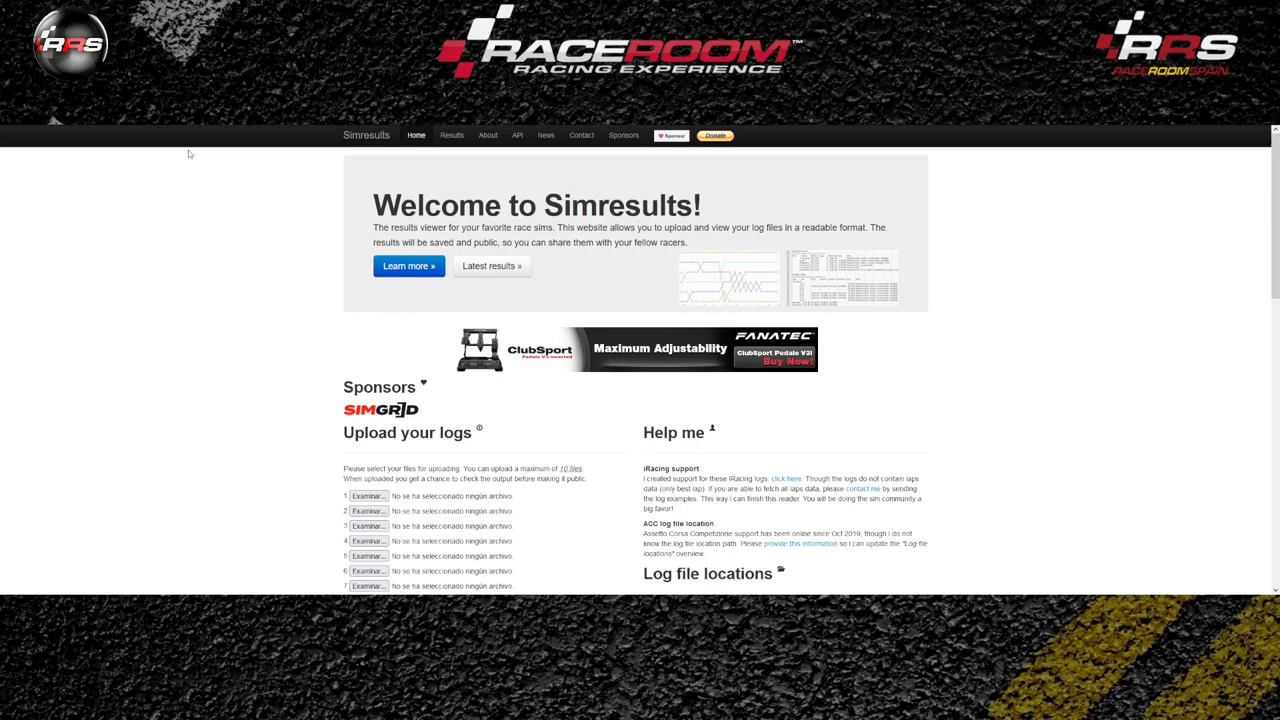 RRS
RACEROOM™
RACING EXPERIENCE
RRS
RACEROOMSPAIN
Simresults Home Results About API News Contact Sponsors Sponsor Donate
Welcome to Simresults!
The results viewer for your favorite race sims. This website allows you to upload and view your log files in a readable format. The
results will be saved and public, so you can share them with your fellow racers.
Learn more » Latest results »
ClubSport
Pedals V3 inverted
Maximum Adjustability
FANATEC
ClubSport Pedale V3i
Buy Now!
Sponsors
SIMGRID
Upload your logs
Please select your files for uploading. You can upload a maximum of 10 files.
When uploaded you get a chance to check the output before making it public.
1 Examinar... No se ha seleccionado ningún archivo.
2 Examinar... No se ha seleccionado ningún archivo.
3 Examinar... No se ha seleccionado ningún archivo.
4 Examinar... No se ha seleccionado ningún archivo.
5 Examinar... No se ha seleccionado ningún archivo.
6 Examinar... No se ha seleccionado ningún archivo.
7 Examinar... No se ha seleccionado ningún archivo.
Help me
iRacing support
I created support for these iRacing logs, click here. Though the logs do not contain laps
data (only best lap). If you are able to fetch all laps data, please contact me by sending
the log examples. This way I can finish this reader. You will be doing the sim community a
big favor!
ACC log file location
Assetto Corsa Competizione support has been online since Oct 2019, though I do not
know the log file location path. Please provide this information so I can update the "Log file
locations" overview.
Log file locations